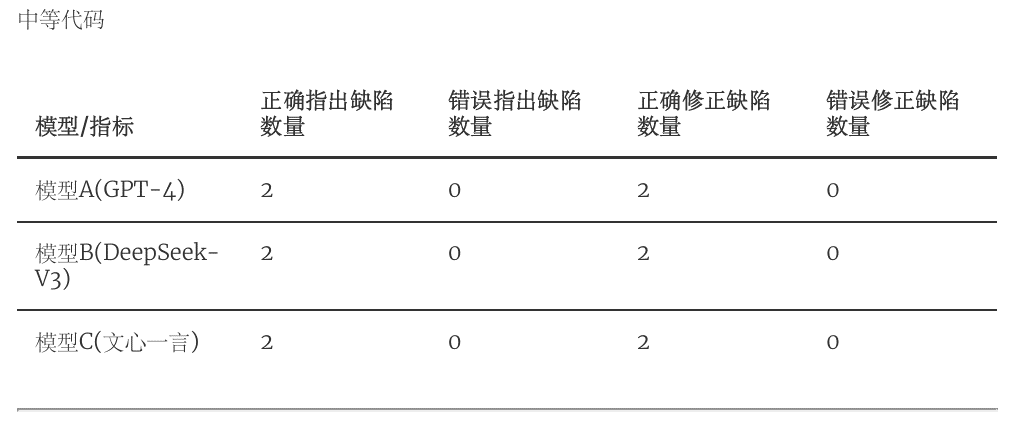 中等代码
模型/指标 正确指出缺陷数量 错误指出缺陷数量 正确修正缺陷数量 错误修正缺陷数量
模型A(GPT-4) 2 0 2 0
模型B(DeepSeek-V3) 2 0 2 0
模型C(文心一言) 2 0 2 0